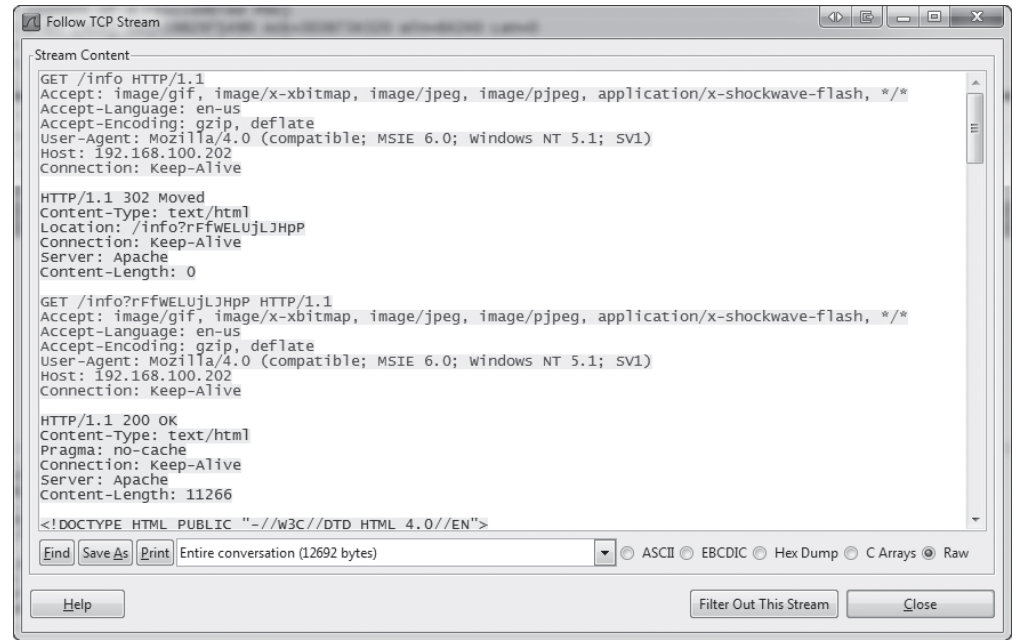 Follow TCP Stream
Stream Content
GET /info HTTP/1.1
Accept: image/gif, image/x-xbitmap, image/jpeg, image/pjpeg, application/x-shockwave-flash, */*
Accept-Language: en-us
Accept-Encoding: gzip, deflate
User-Agent: Mozilla/4.0 (compatible; MSIE 6.0; Windows NT 5.1; SV1)
Host: 192.168.100.202
Connection: Keep-Alive
HTTP/1.1 302 Moved
Content-Type: text/html
Location: /info?rFfWELUjLJHpP
Connection: Keep-Alive
Server: Apache
Content-Length: 0
GET /info?rFfWELUjLJHpP HTTP/1.1
Accept: image/gif, image/x-xbitmap, image/jpeg, image/pjpeg, application/x-shockwave-flash, */*
Accept-Language: en-us
Accept-Encoding: gzip, deflate
User-Agent: Mozilla/4.0 (compatible; MSIE 6.0; Windows NT 5.1; SV1)
Host: 192.168.100.202
Connection: Keep-Alive
HTTP/1.1 200 OK
Content-Type: text/html
Pragma: no-cache
Connection: Keep-Alive
Server: Apache
Content-Length: 11266
<!DOCTYPE HTML PUBLIC "-//W3C//DTD HTML 4.0//EN">
Find Save As Print Entire conversation (12692 bytes) ASCII EBCDIC Hex Dump C Arrays Raw
Help Filter Out This Stream Close